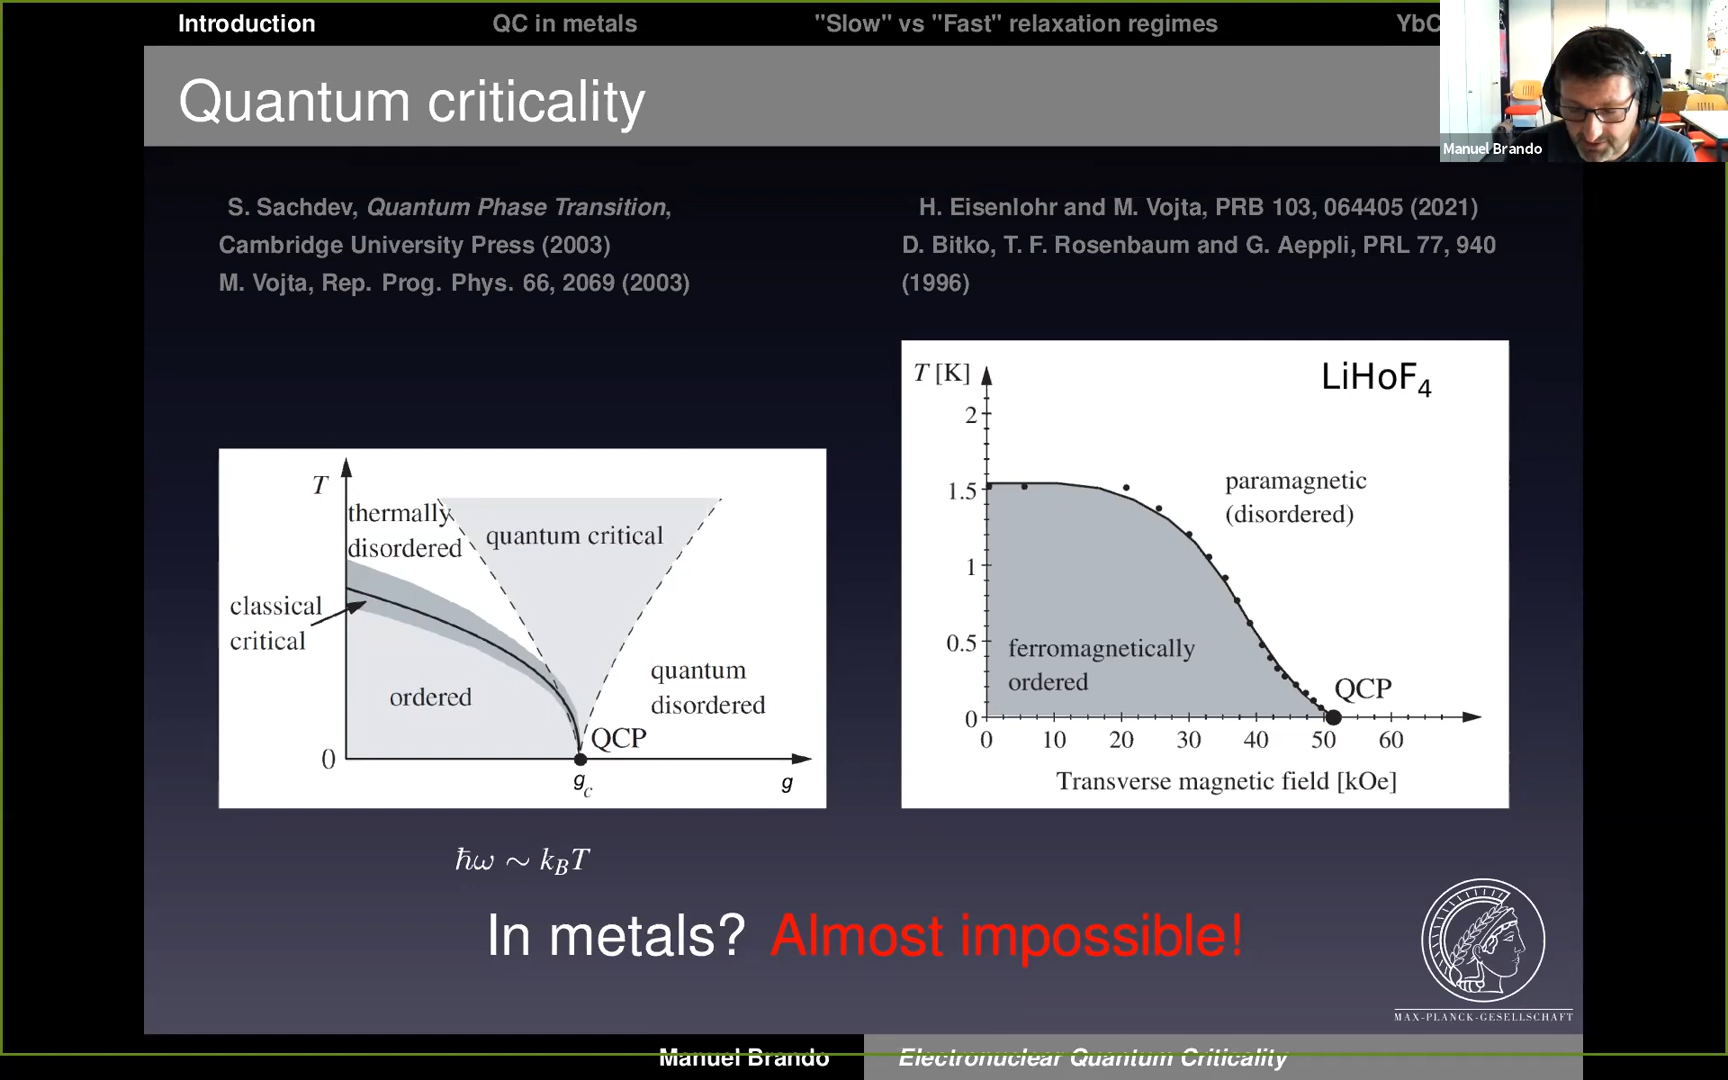 Introduction
QC in metals
"Slow" vs "Fast" relaxation regimes
YbC
Quantum criticality
Manuel Brando
S. Sachdev, Quantum Phase Transition,
Cambridge University Press (2003)
M. Vojta, Rep. Prog. Phys. 66, 2069 (2003)
H. Eisenlohr and M. Vojta, PRB 103, 064405 (2021)
D. Bitko, T. F. Rosenbaum and G. Aeppli, PRL 77, 940
(1996)
T
thermally
disordered
quantum critical
classical
critical
ordered
quantum
disordered
QCP
0
g_c
g
T [K]
LiHoF₄
2
1.5
1
0.5
0
paramagnetic
(disordered)
ferromagnetically
ordered
QCP
0 10 20 30 40 50 60
Transverse magnetic field [kOe]
ħω ∼ k_BT
In metals? Almost impossible!
MAX-PLANCK-GESELLSCHAFT
Manuel Brando
Electronuclear Quantum Criticality